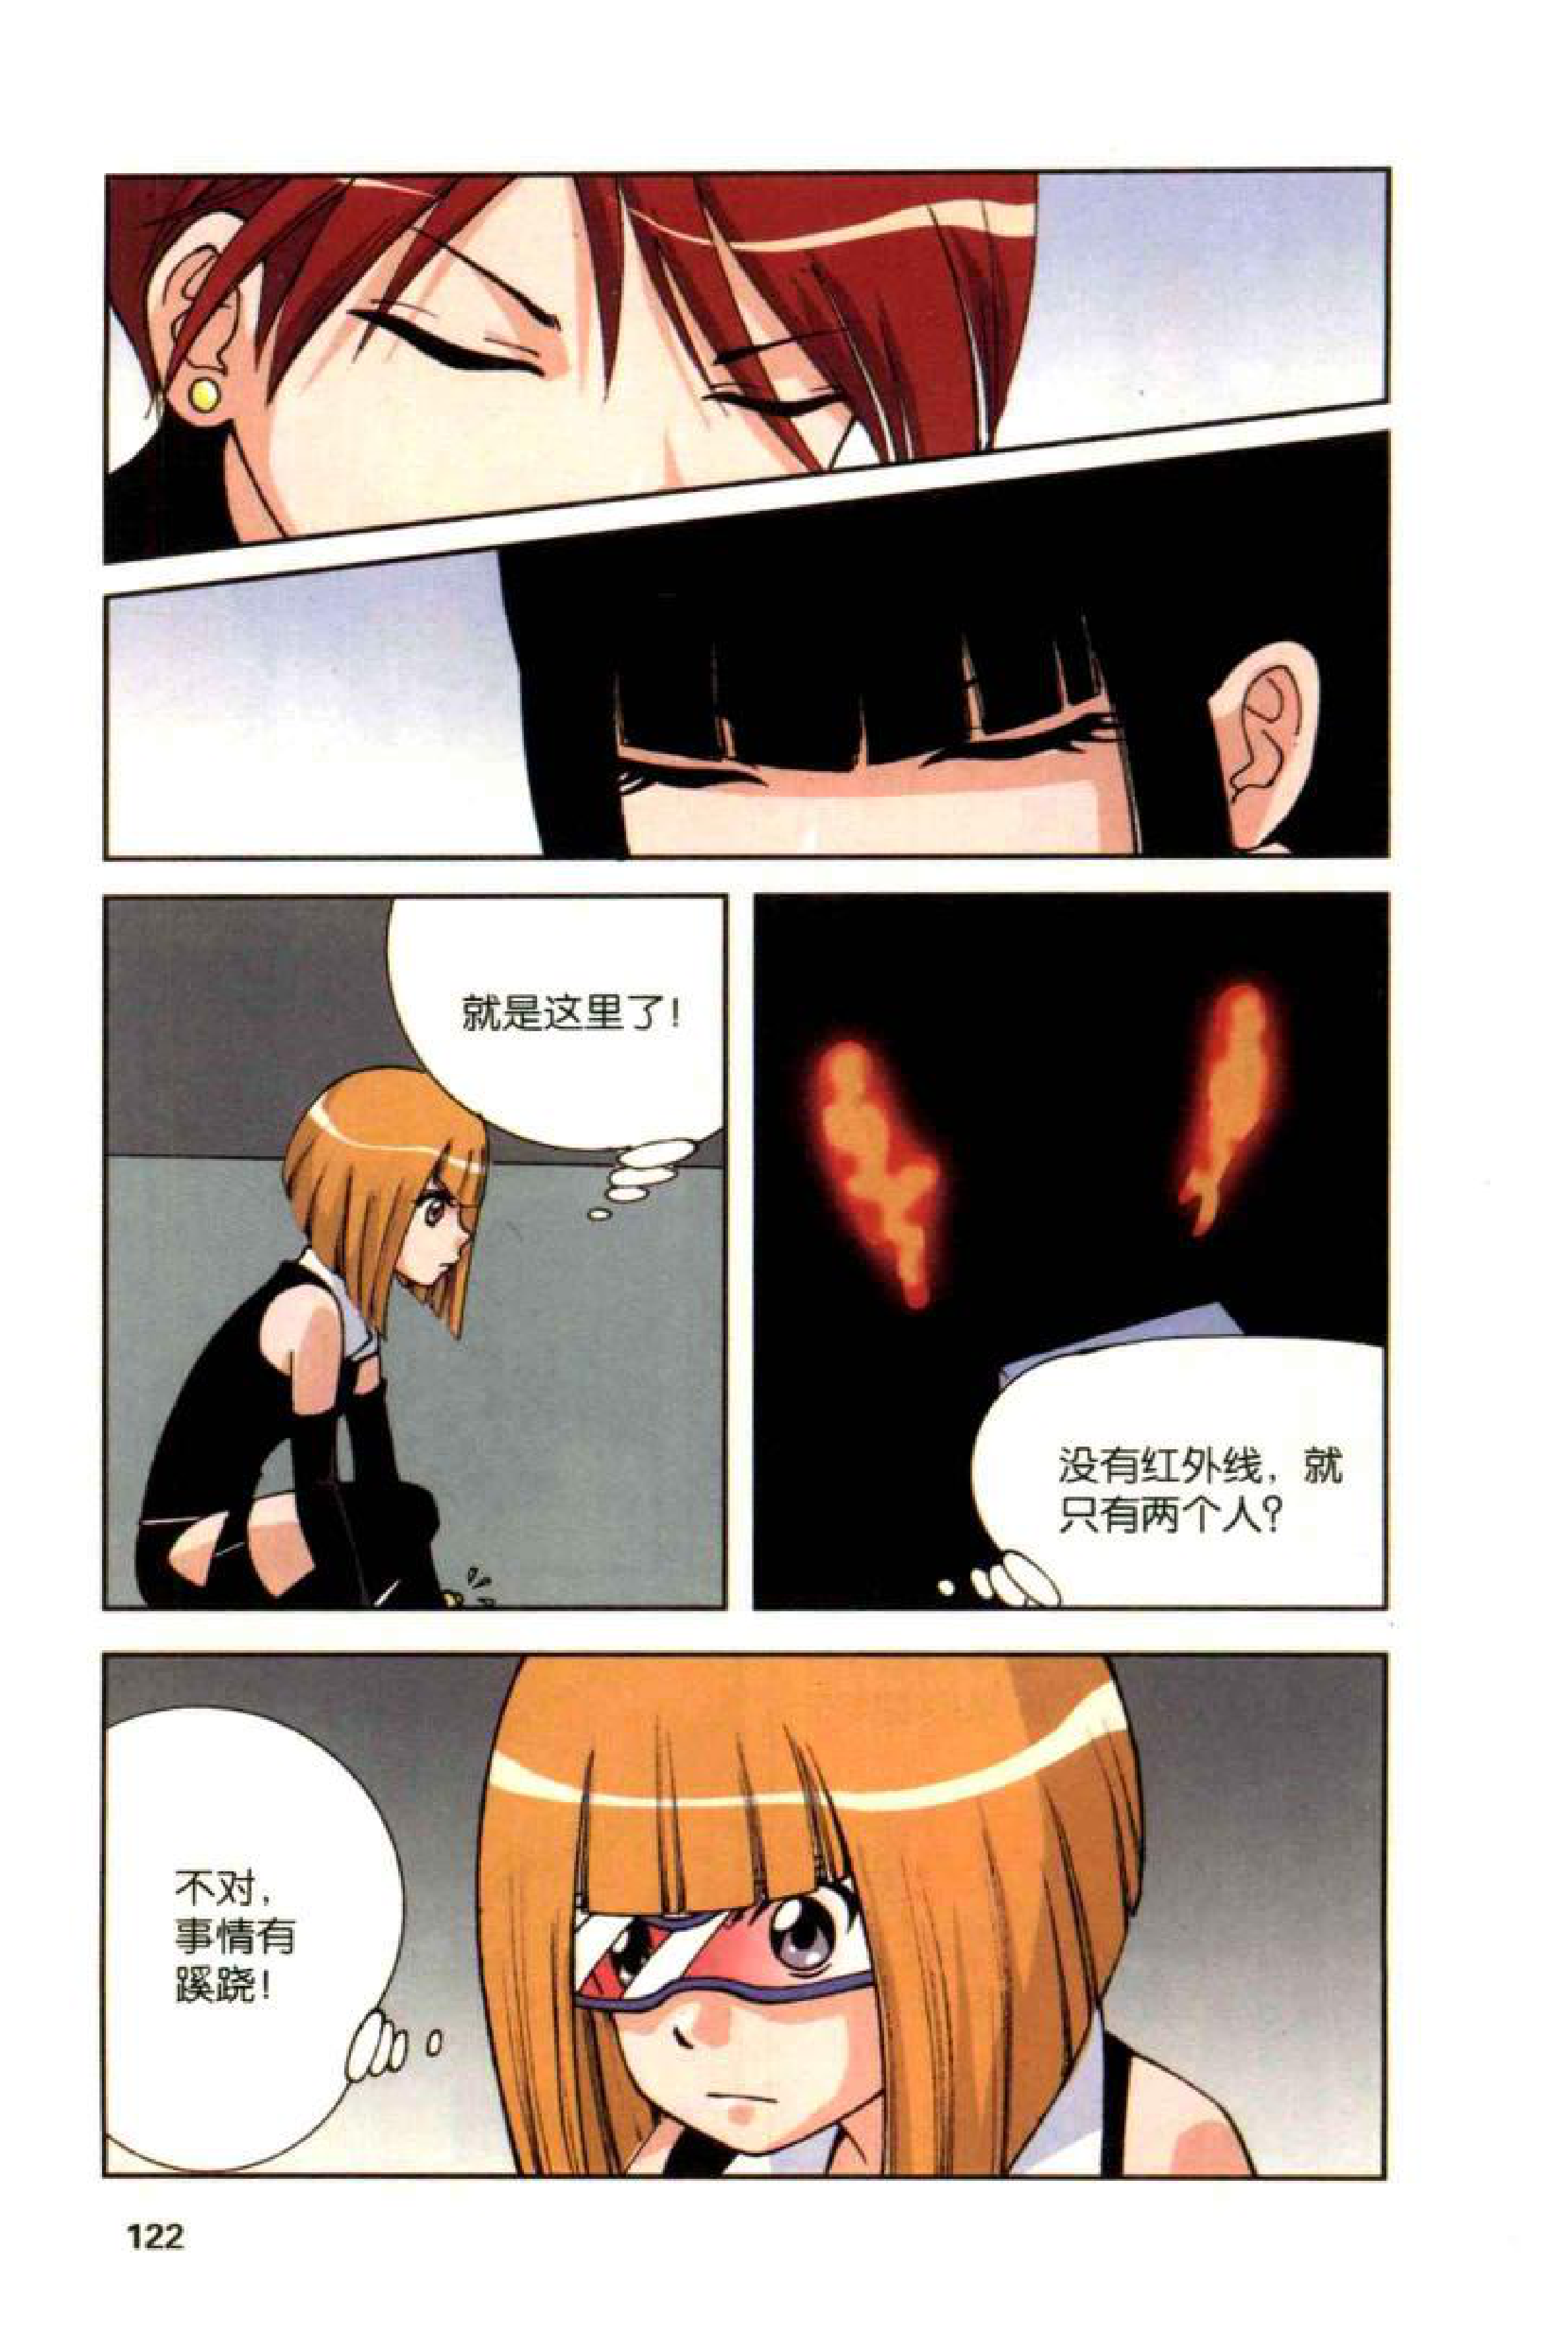 就是这里了！
没有红外线，就
只有两个人？
不对，
事情有
蹊跷！
122